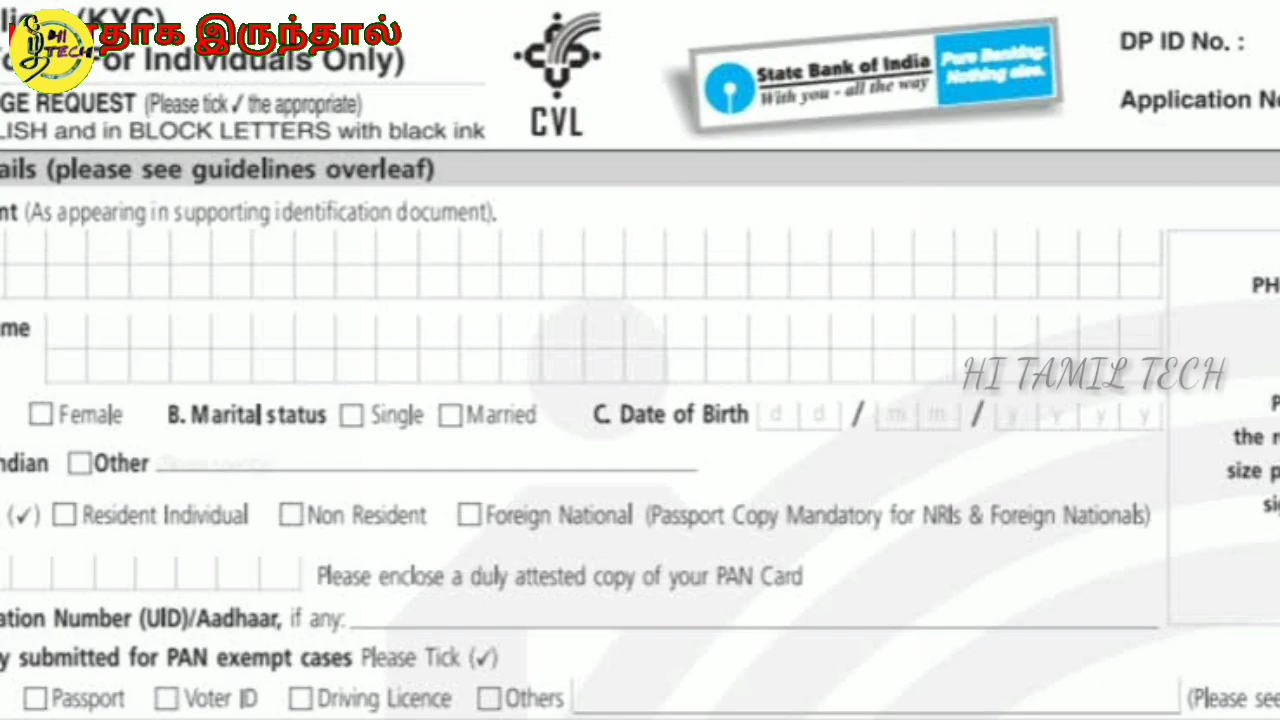 (KYC)
தாக இருந்தால்
HI
TECH
For Individuals Only)
GE REQUEST (Please tick ✓ the appropriate)
LISH and in BLOCK LETTERS with black ink
CVL
State Bank of India
With you - all the way
Pure Banking.
Nothing else.
DP ID No. :
Application No
ails (please see guidelines overleaf)
nt (As appearing in supporting identification document).
PH
me
HI TAMIL TECH
Female B. Marital status Single Married C. Date of Birth d d / m m / y y y y
the
size p
ndian Other
(✓) Resident Individual Non Resident Foreign National (Passport Copy Mandatory for NRIs & Foreign Nationals)
Please enclose a duly attested copy of your PAN Card
ation Number (UID)/Aadhaar, if any:
y submitted for PAN exempt cases Please Tick (✓)
Passport Voter ID Driving Licence Others (Please see